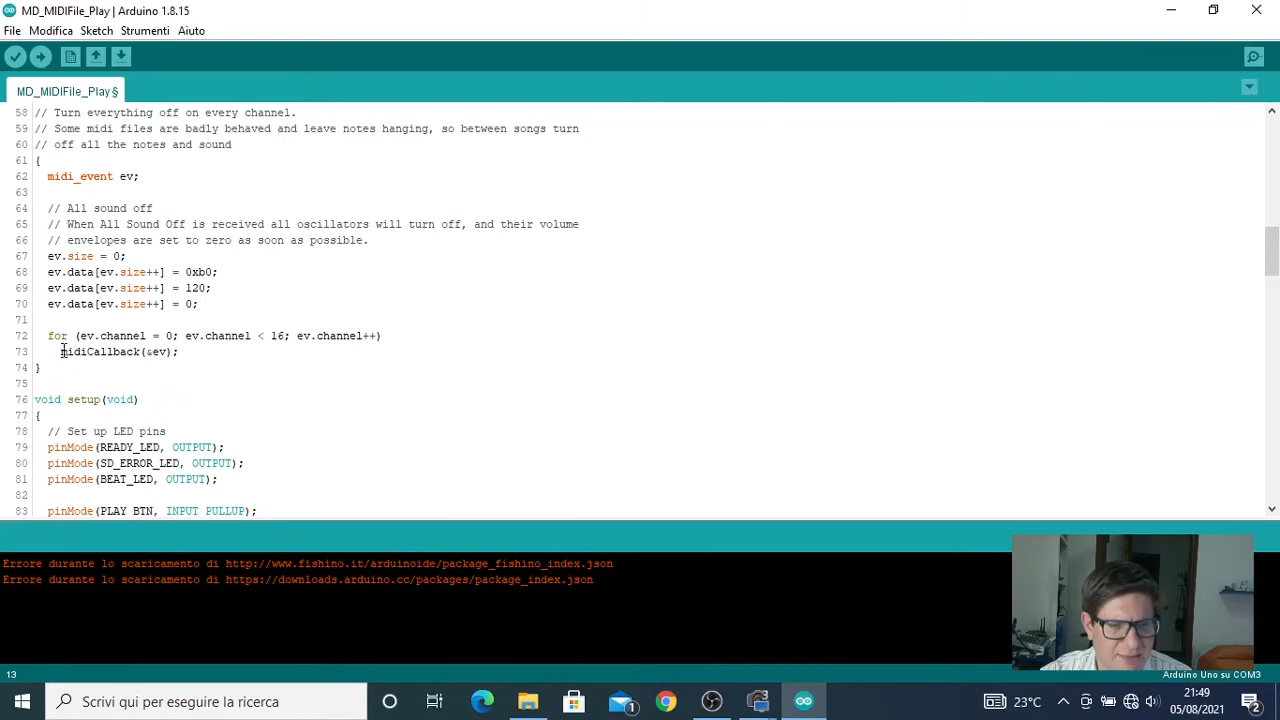 MD_MIDIFile_Play | Arduino 1.8.15
File Modifica Sketch Strumenti Aiuto
MD_MIDIFile_Play §
58 // Turn everything off on every channel.
59 // Some midi files are badly behaved and leave notes hanging, so between songs turn
60 // off all the notes and sound
61 {
62 midi_event ev;
63
64 // All sound off
65 // When All Sound Off is received all oscillators will turn off, and their volume
66 // envelopes are set to zero as soon as possible.
67 ev.size = 0;
68 ev.data[ev.size++] = 0xb0;
69 ev.data[ev.size++] = 120;
70 ev.data[ev.size++] = 0;
71
72 for (ev.channel = 0; ev.channel < 16; ev.channel++)
73 midiCallback(&ev);
74 }
75
76 void setup(void)
77 {
78 // Set up LED pins
79 pinMode(READY_LED, OUTPUT);
80 pinMode(SD_ERROR_LED, OUTPUT);
81 pinMode(BEAT_LED, OUTPUT);
82
83 pinMode(PLAY_BTN, INPUT_PULLUP);
Errore durante lo scaricamento di http://www.fishino.it/arduinoide/package_fishino_index.json
Errore durante lo scaricamento di https://downloads.arduino.cc/packages/package_index.json
13
Arduino Uno su COM3
Scrivi qui per eseguire la ricerca
1
23°C
21:49
05/08/2021
2